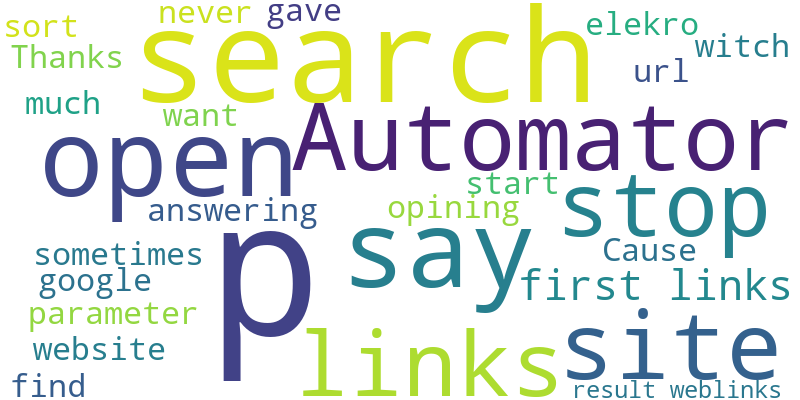 never gave
sort search elekro
Thanks witch
url
much want Automator
open
start stop
answering opining
say
sometimes p Cause
google first links
parameter
links site
website
find result weblinks